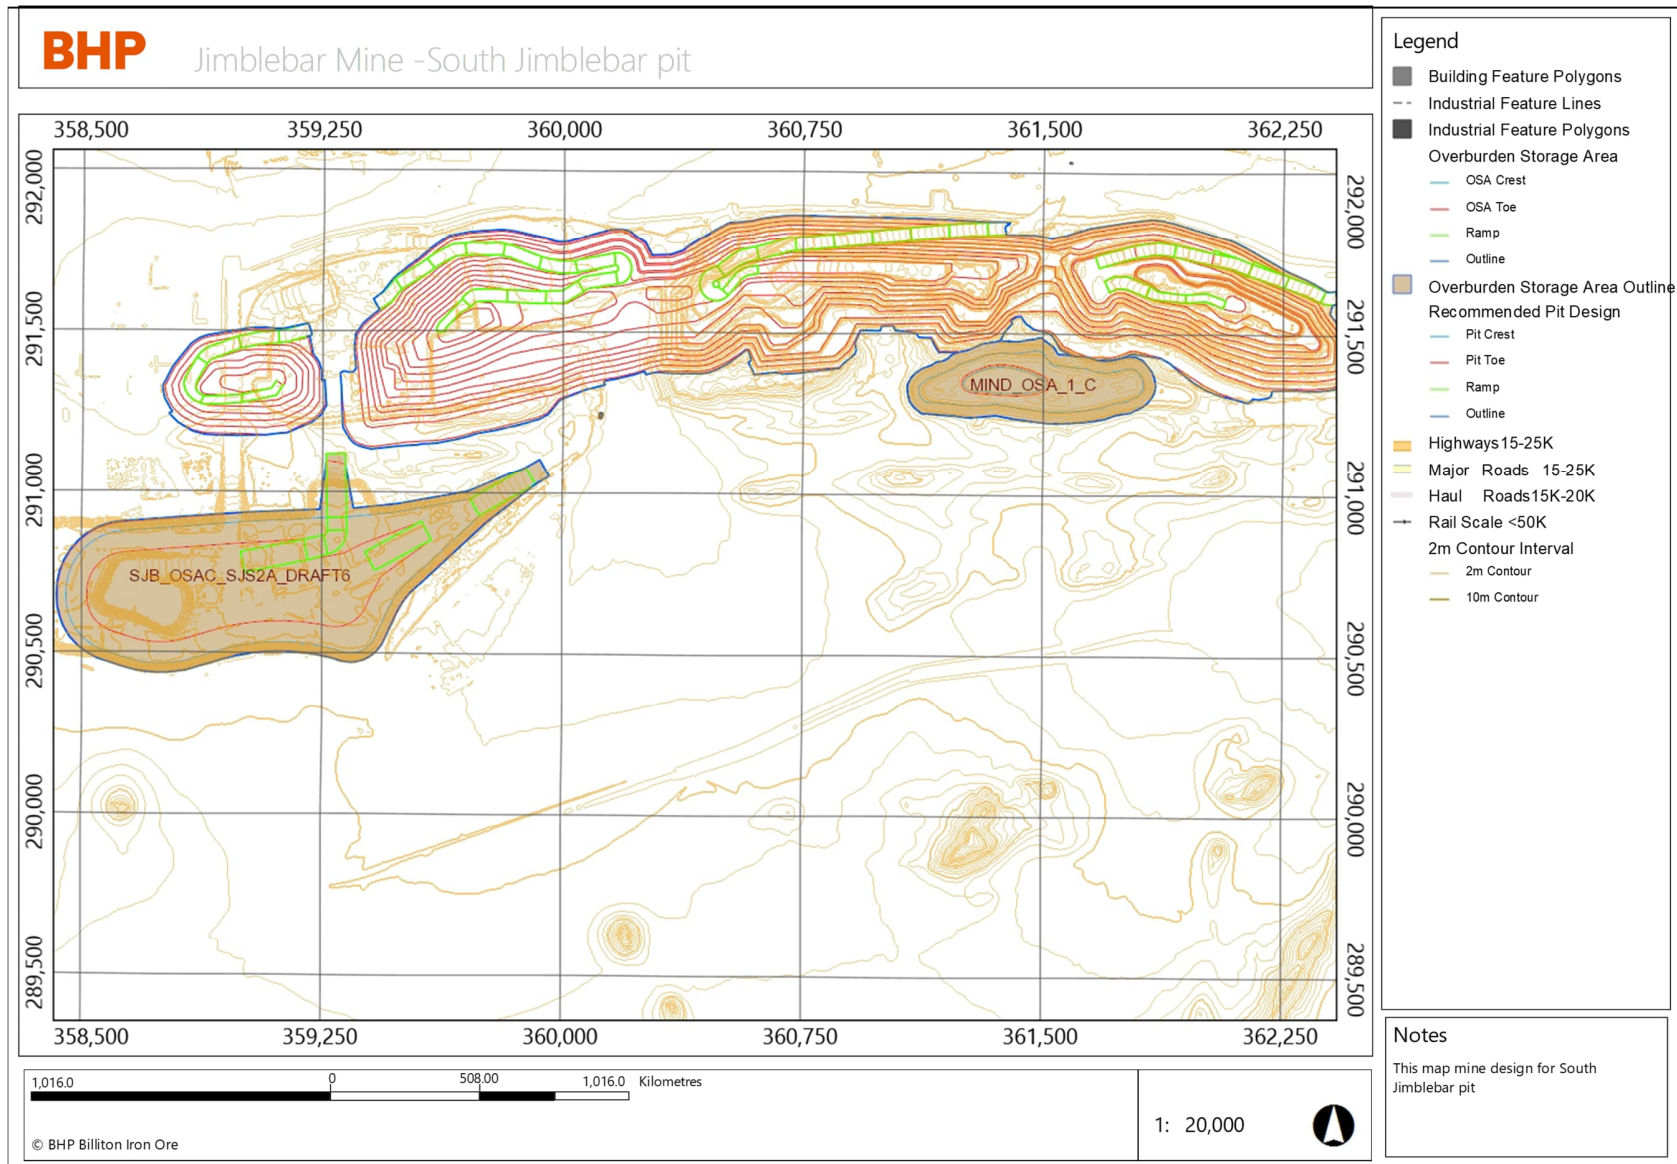 BHP
Jimblebar Mine -South Jimblebar pit
358,500 359,250 360,000 360,750 361,500 362,250
292,000 292,000
291,500 291,500
MIND_OSA_1_C
291,000 291,000
SJB_OSAC_SJS2A_DRAFT6
290,500 290,500
290,000 290,000
289,500 289,500
358,500 359,250 360,000 360,750 361,500 362,250
1,016.0 0 508.00 1,016.0 Kilometres
© BHP Billiton Iron Ore
1: 20,000
Legend
Building Feature Polygons
Industrial Feature Lines
Industrial Feature Polygons
Overburden Storage Area
OSA Crest
OSA Toe
Ramp
Outline
Overburden Storage Area Outline
Recommended Pit Design
Pit Crest
Pit Toe
Ramp
Outline
Highways15-25K
Major Roads 15-25K
Haul Roads15K-20K
Rail Scale <50K
2m Contour Interval
2m Contour
10m Contour
Notes
This map mine design for South
Jimblebar pit